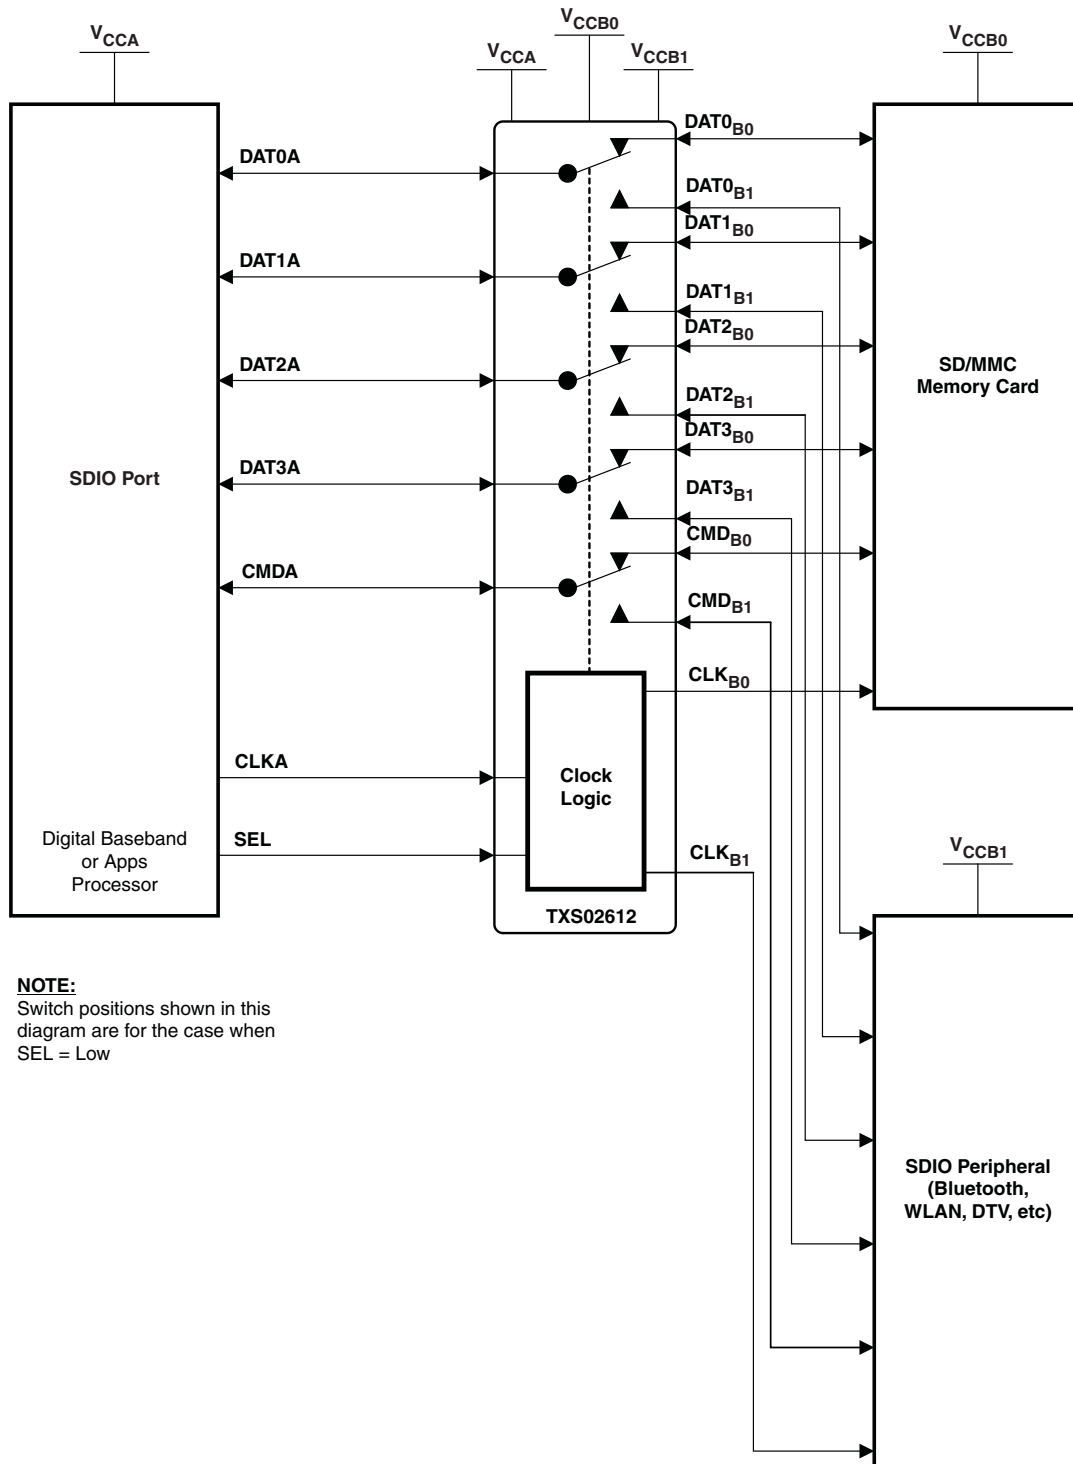 VCCA
VCCB0
VCCA
VCCB1
VCCB0
DAT0A
DAT0B0
DAT0B1
DAT1B0
DAT1A
DAT1B1
DAT2B0
DAT2A
DAT2B1
DAT3B0
DAT3A
DAT3B1
CMDB0
CMDA
CMDB1
CLKB0
SDIO Port
SD/MMC
Memory Card
CLKA
Clock
Logic
SEL
CLKB1
Digital Baseband
or Apps
Processor
TXS02612
VCCB1
NOTE:
Switch positions shown in this
diagram are for the case when
SEL = Low
SDIO Peripheral
(Bluetooth,
WLAN, DTV, etc)